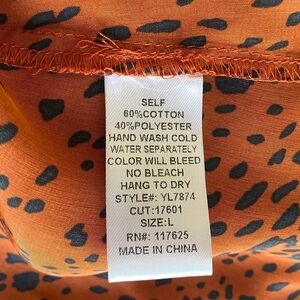 SELF
60%COTTON
40%POLYESTER
HAND WASH COLD
WATER SEPARATELY
COLOR WILL BLEED
NO BLEACH
HANG TO DRY
STYLE#: YL7874
CUT:17601
SIZE:L
RN#: 117625
MADE IN CHINA